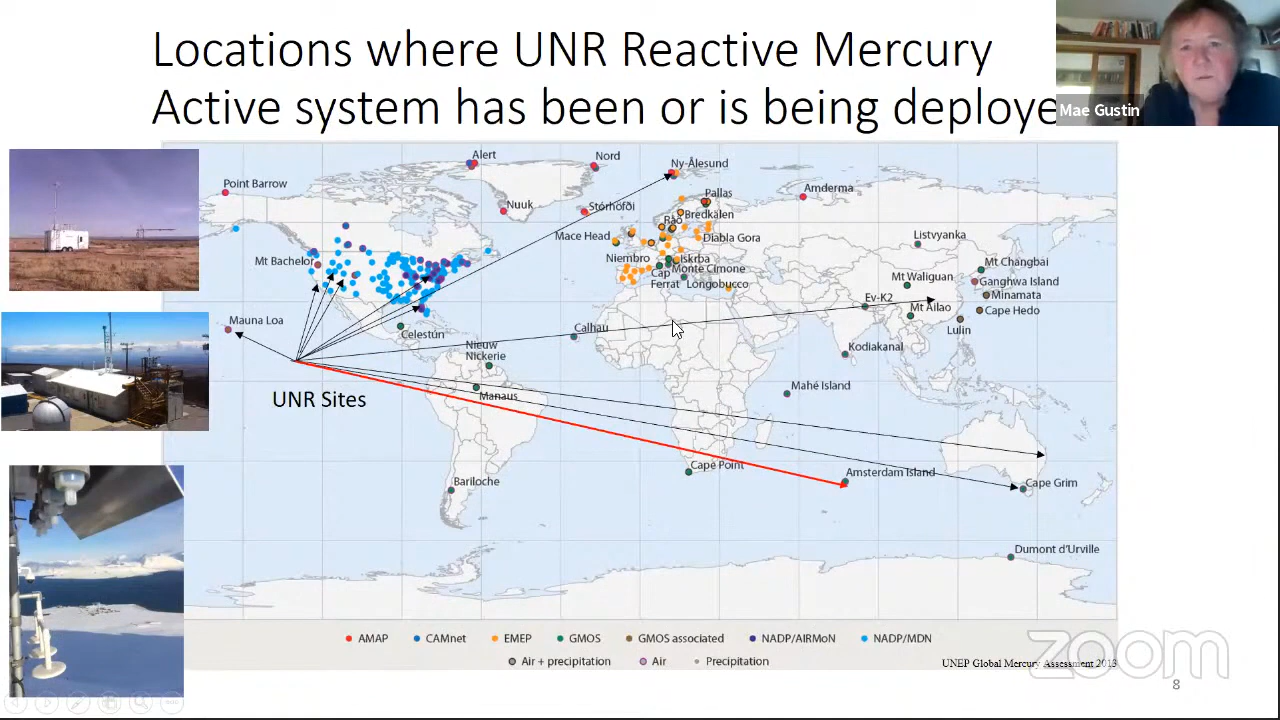 Locations where UNR Reactive Mercury
Active system has been or is being deploye
Mae Gustin
Alert
Nord
Ny-Ålesund
Point Barrow
Nuuk
Stórhöfði
Pallas
Amderma
Råö
Bredkälen
Mace Head
Diabla Gora
Listvyanka
Mt Bachelor
Niembro
Iskrba
Mt Changbai
Cap
Ferrat
Monte Cimone
Longobucco
Mt Waliguan
Ganghwa Island
Minamata
Ev-K2
Mt Ailao
Cape Hedo
Mauna Loa
Celestún
Calhau
Lulin
Nieuw
Nickerie
Kodiakanal
UNR Sites
Manaus
Mahé Island
Cape Point
Amsterdam Island
Bariloche
Cape Grim
Dumont d'Urville
AMAP
CAMnet
EMEP
GMOS
GMOS associated
NADP/AIRMoN
NADP/MDN
Air + precipitation
Air
Precipitation
UNEP Global Mercury Assessment 2013
zoom
8